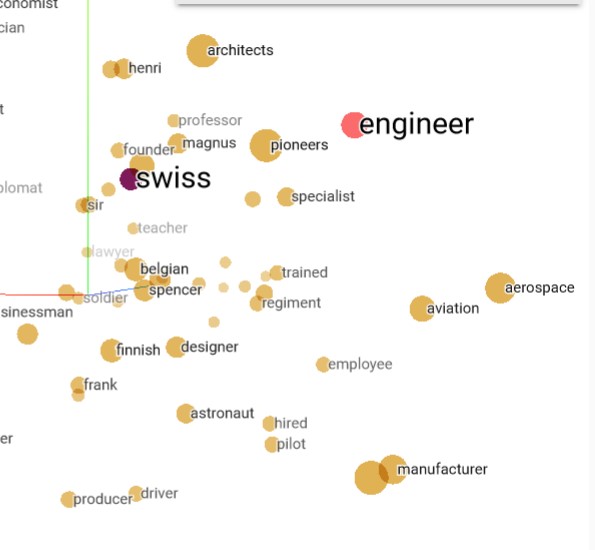 conomist
cian
architects
henri
t
professor
engineer
founder
magnus
pioneers
swiss
plomat
sir
specialist
teacher
lawyer
belgian
trained
spencer
aerospace
soldier
regiment
sinessman
aviation
finnish
designer
employee
frank
astronaut
hired
er
pilot
manufacturer
producer
driver